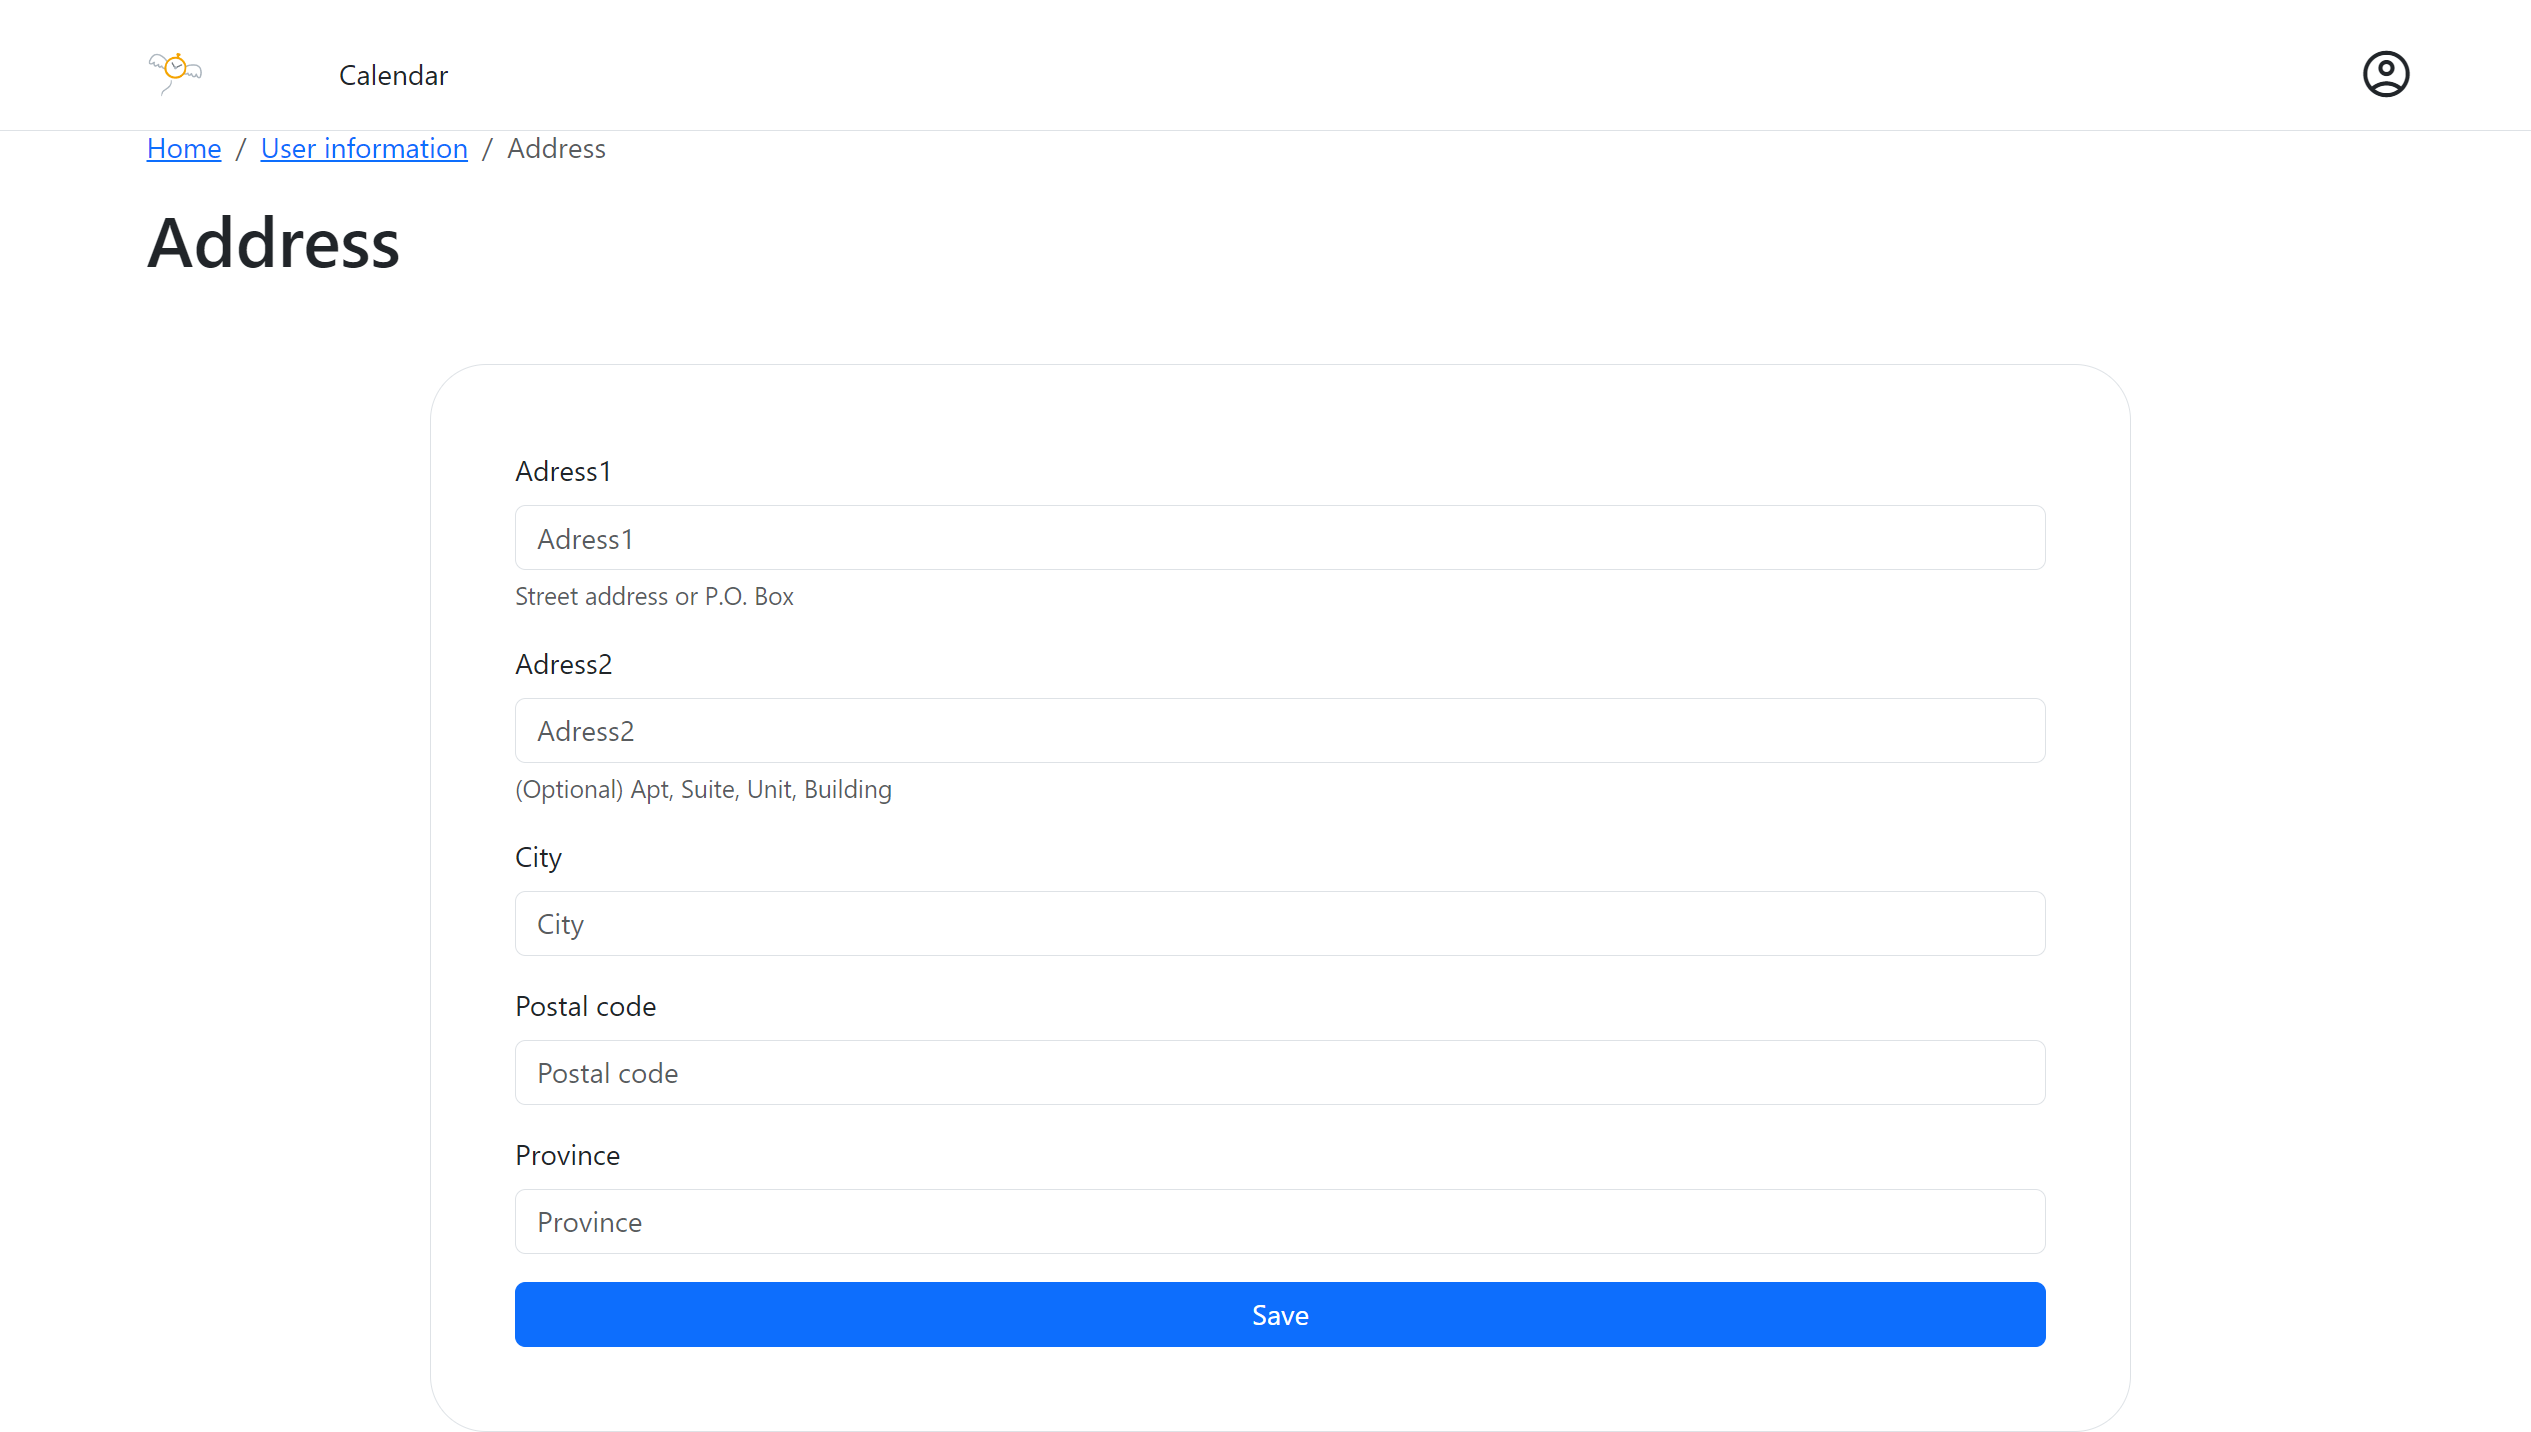 Calendar
Home / User information / Address
Address
Adress1
Adress1
Street address or P.O. Box
Adress2
Adress2
(Optional) Apt, Suite, Unit, Building
City
City
Postal code
Postal code
Province
Province
Save